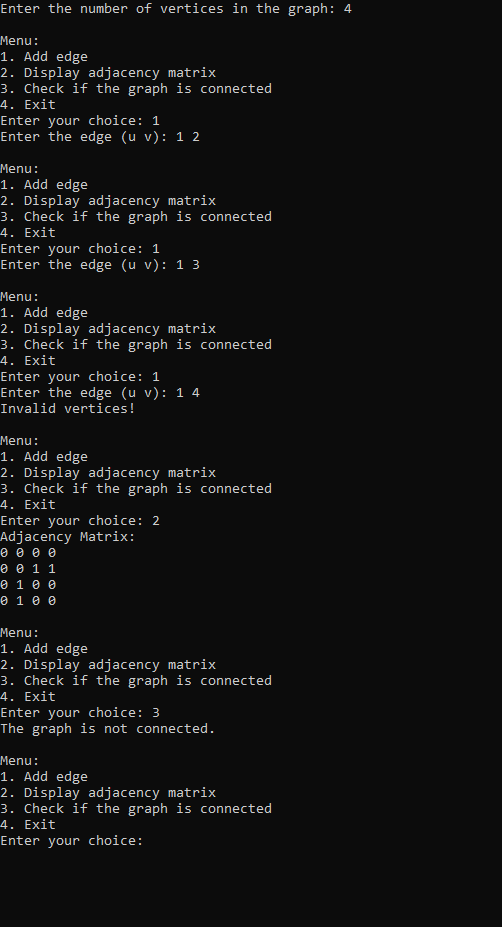 Enter the number of vertices in the graph: 4
Menu:
1. Add edge
2. Display adjacency matrix
3. Check if the graph is connected
4. Exit
Enter your choice: 1
Enter the edge (u v): 1 2
Menu:
1. Add edge
2. Display adjacency matrix
3. Check if the graph is connected
4. Exit
Enter your choice: 1
Enter the edge (u v): 1 3
Menu:
1. Add edge
2. Display adjacency matrix
3. Check if the graph is connected
4. Exit
Enter your choice: 1
Enter the edge (u v): 1 4
Invalid vertices!
Menu:
1. Add edge
2. Display adjacency matrix
3. Check if the graph is connected
4. Exit
Enter your choice: 2
Adjacency Matrix:
0 0 0 0
0 0 1 1
0 1 0 0
0 1 0 0
Menu:
1. Add edge
2. Display adjacency matrix
3. Check if the graph is connected
4. Exit
Enter your choice: 3
The graph is not connected.
Menu:
1. Add edge
2. Display adjacency matrix
3. Check if the graph is connected
4. Exit
Enter your choice: